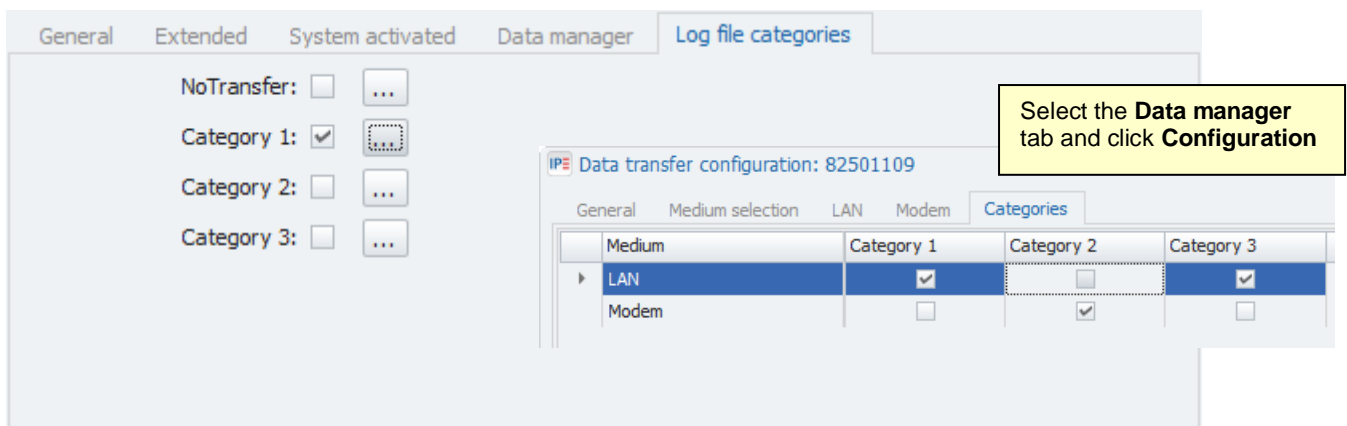 General Extended System activated Data manager Log file categories
NoTransfer: ...
Category 1: ...
Category 2: ...
Category 3: ...
Select the Data manager
tab and click Configuration
IPE Data transfer configuration: 82501109
General Medium selection LAN Modem Categories
Medium Category 1 Category 2 Category 3
LAN
Modem